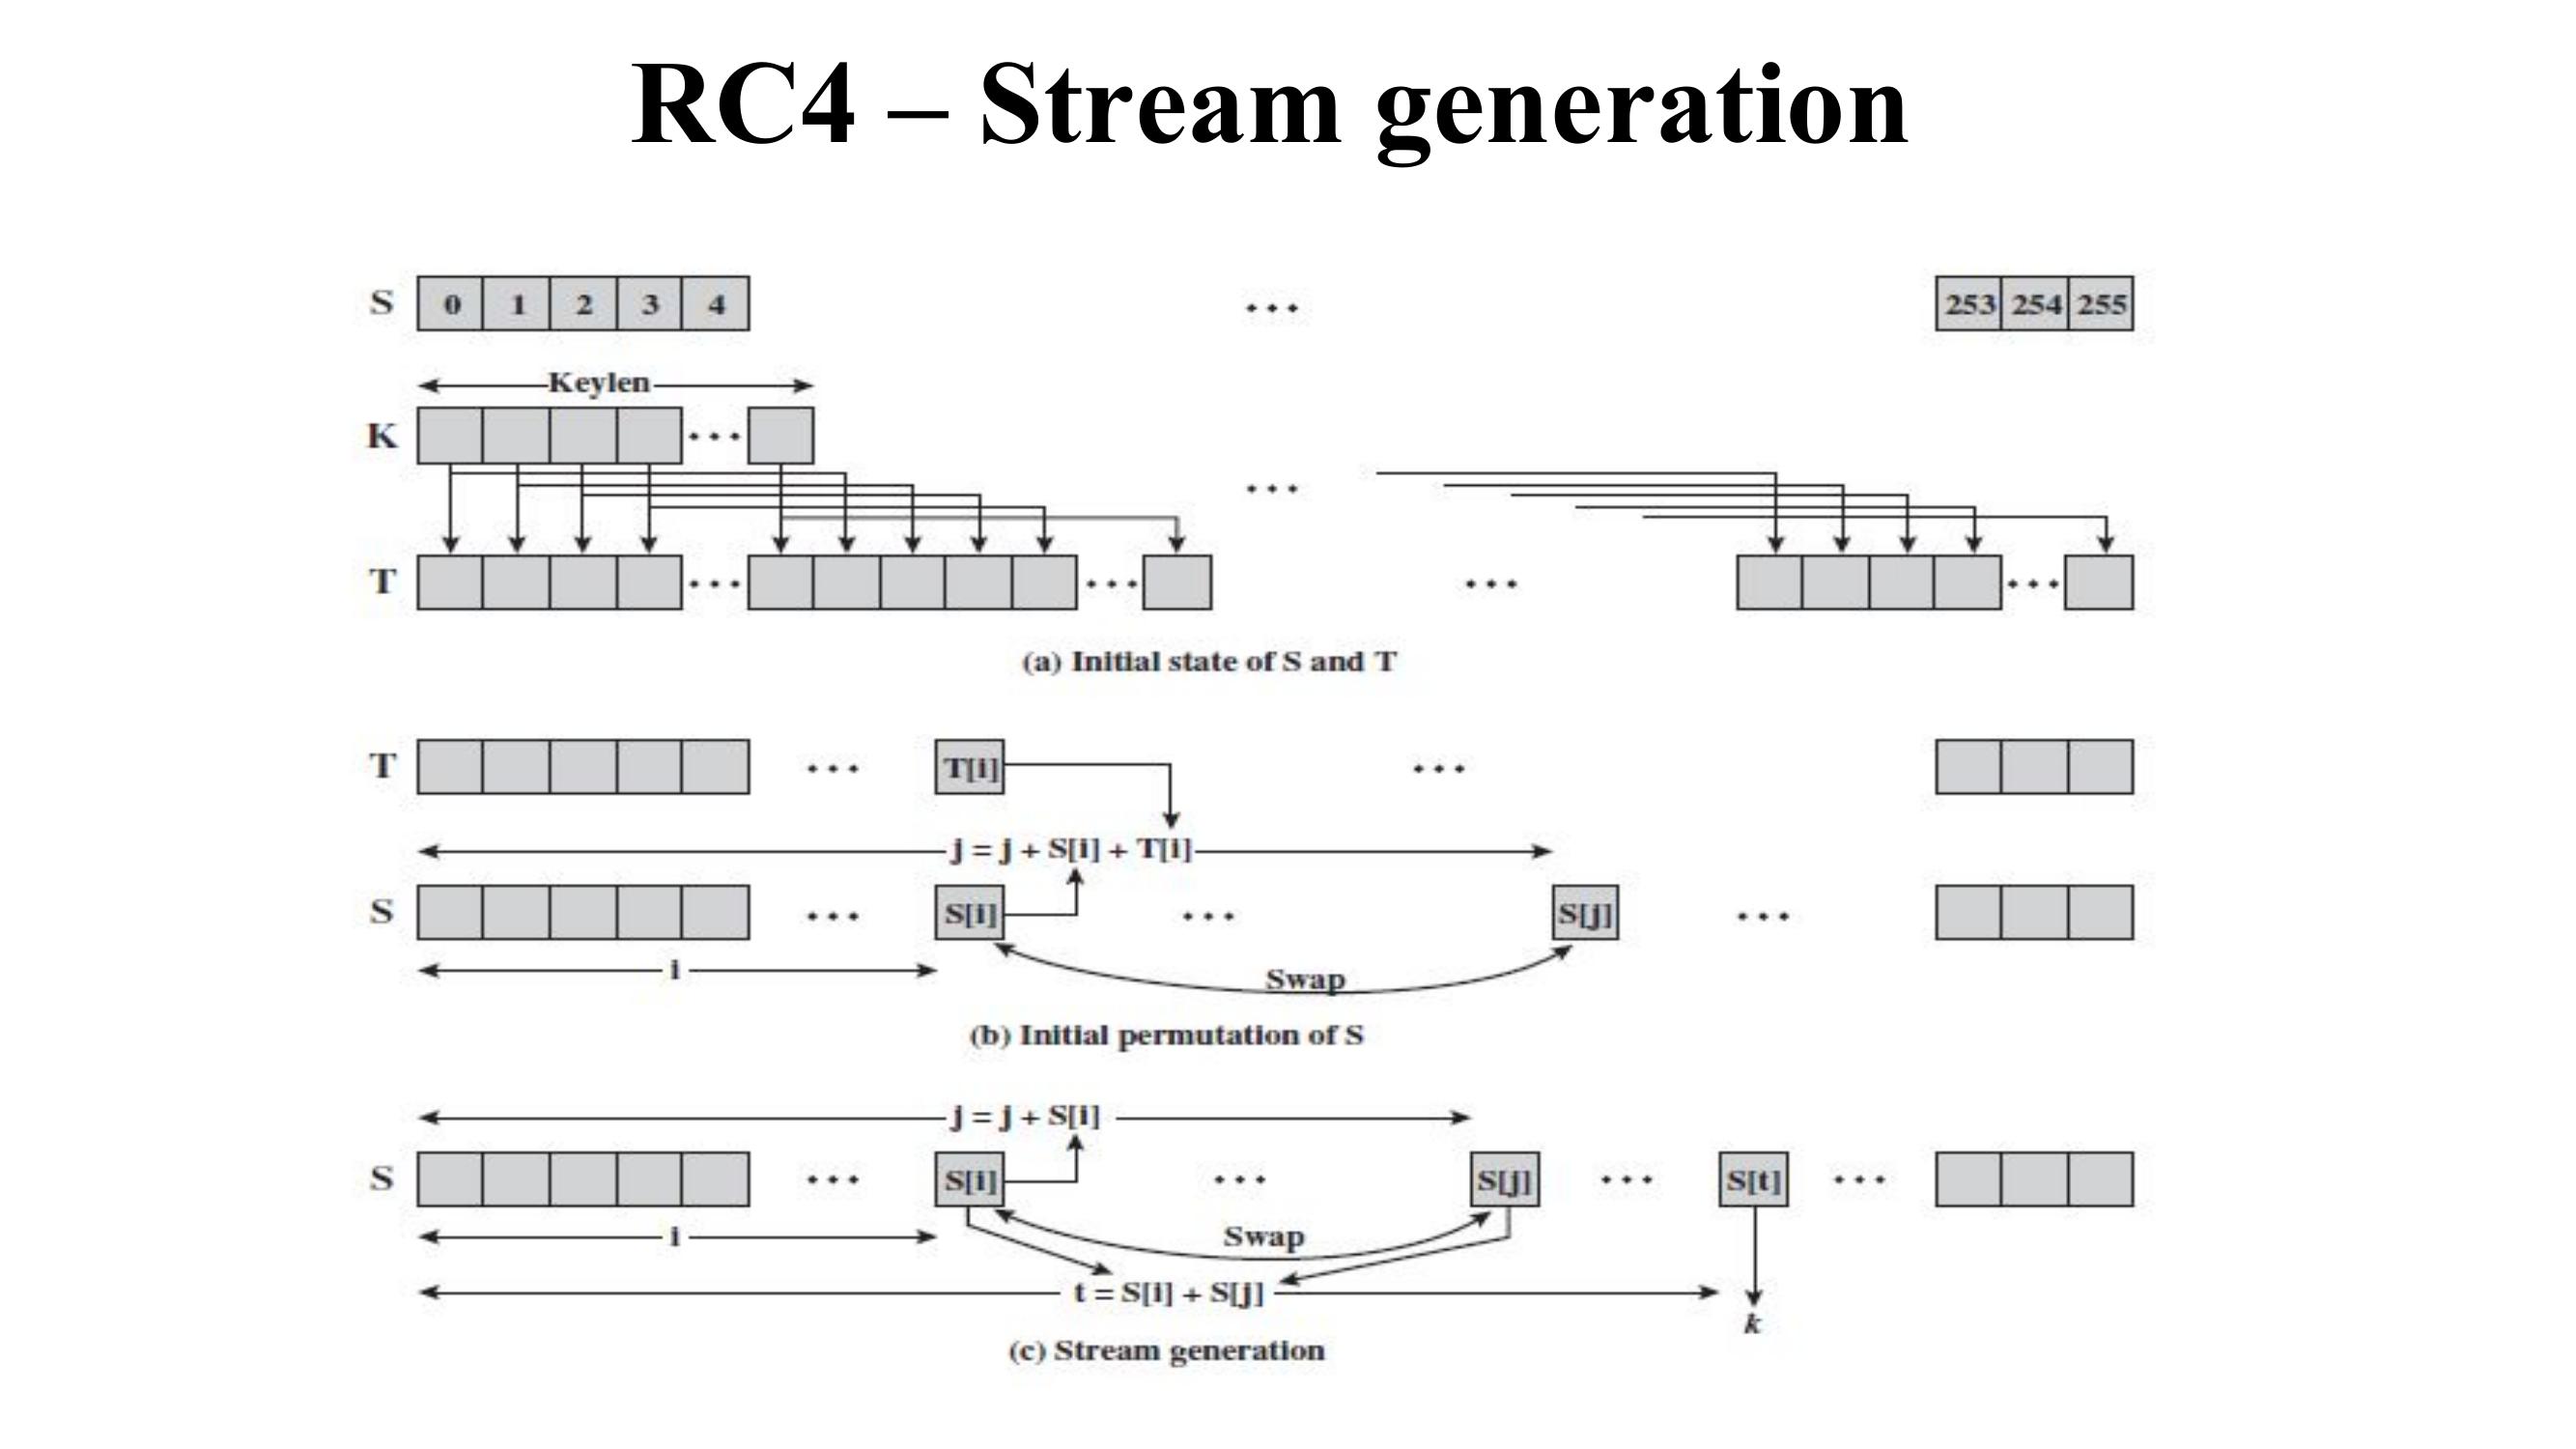 RC4 – Stream generation
S 0 1 2 3 4 ... 253 254 255
Keylen
K ... ...
T ... ... ... ...
(a) Initial state of S and T
T ... T[i] ...
j = j + S[i] + T[i]
S ... S[i] ... S[j] ...
i
Swap
(b) Initial permutation of S
j = j + S[i]
S ... S[i] ... S[j] ... S[t] ...
i Swap
t = S[i] + S[j]
k
(c) Stream generation